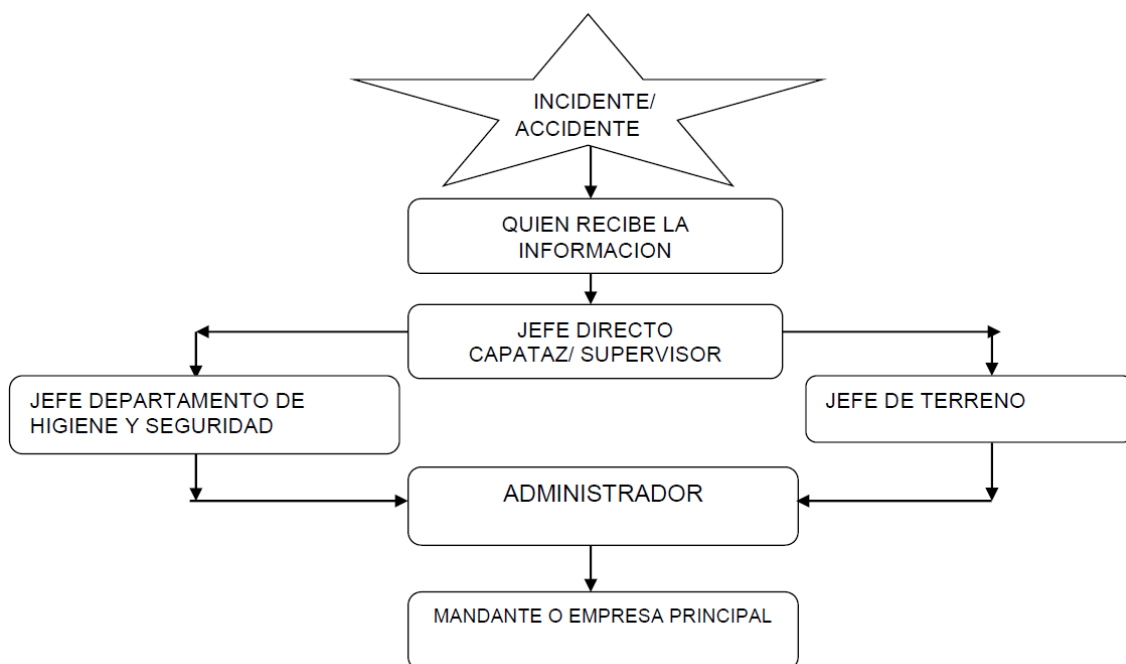 INCIDENTE/
ACCIDENTE
QUIEN RECIBE LA
INFORMACION
JEFE DIRECTO
CAPATAZ/ SUPERVISOR
JEFE DEPARTAMENTO DE
HIGIENE Y SEGURIDAD
JEFE DE TERRENO
ADMINISTRADOR
MANDANTE O EMPRESA PRINCIPAL